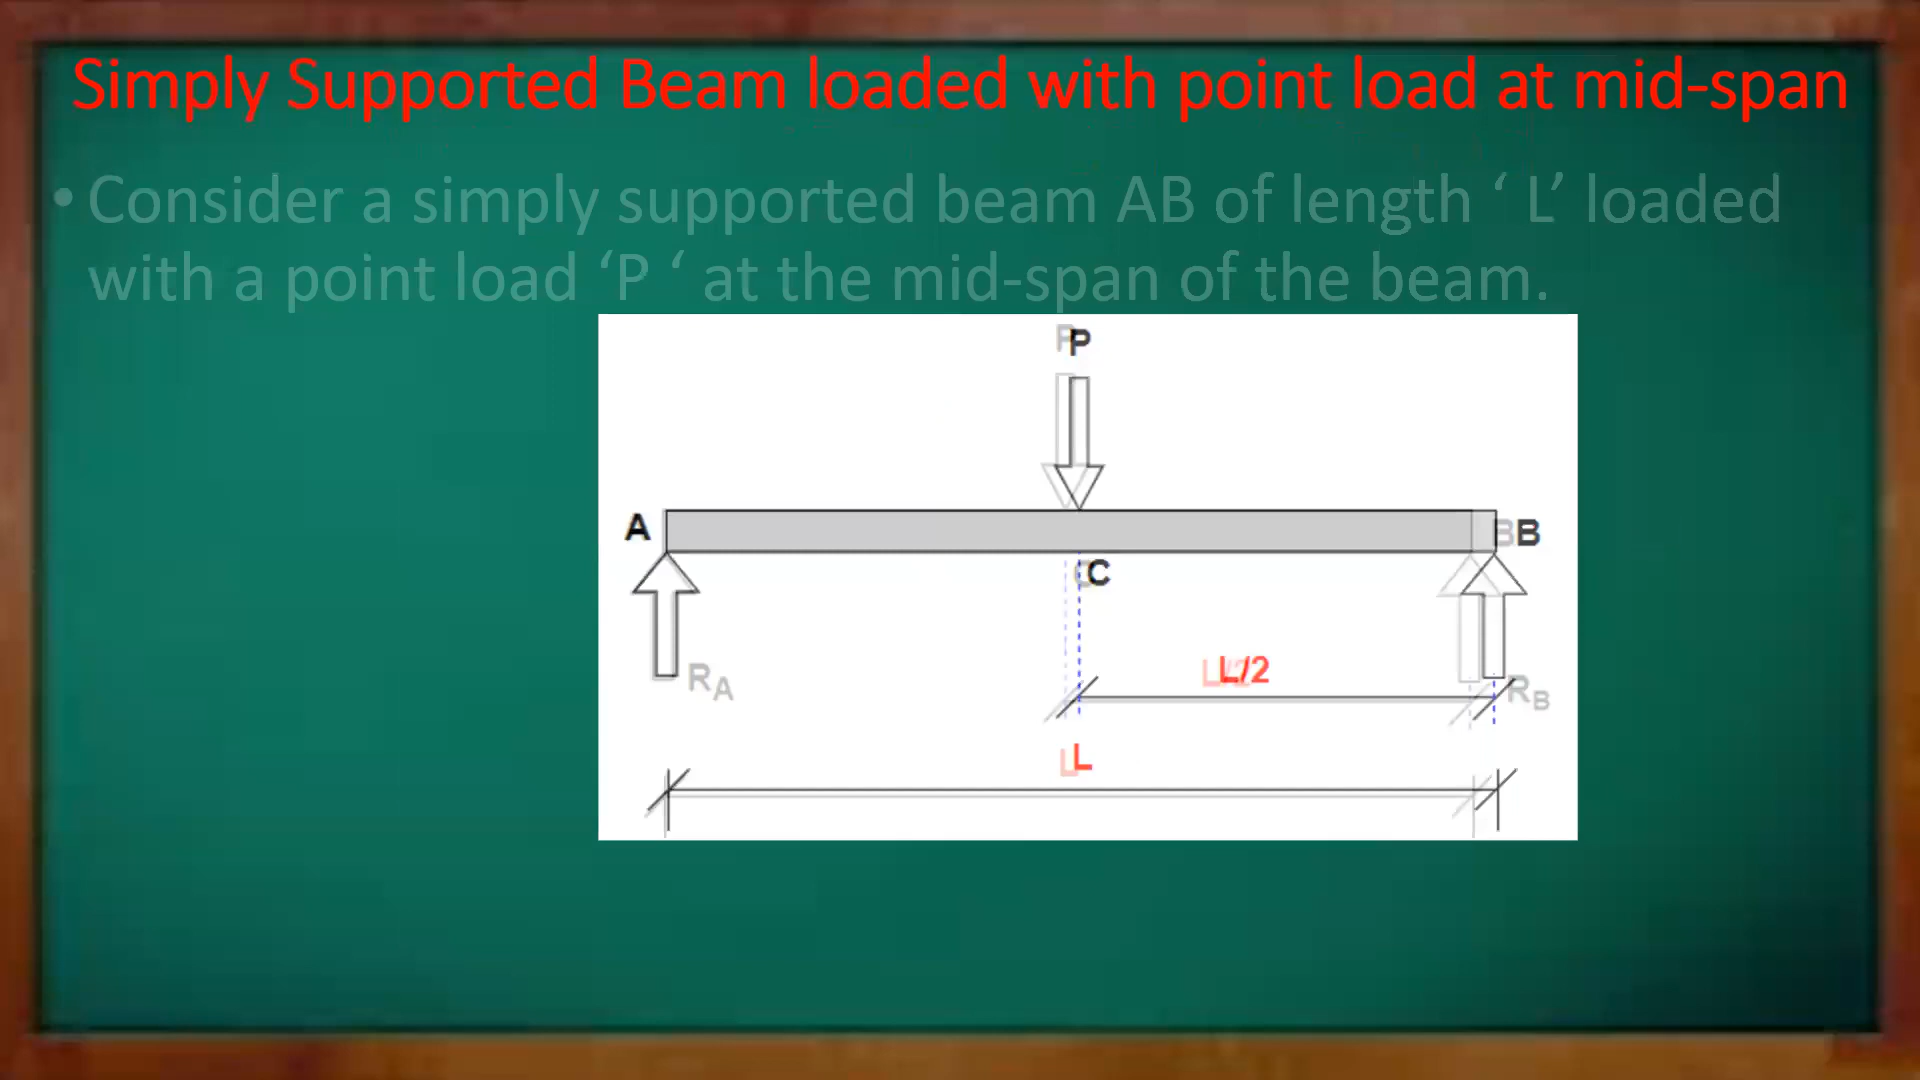 Simply Supported Beam loaded with point load at mid-span
• Consider a simply supported beam AB of length ‘ L’ loaded
with a point load ‘P ‘ at the mid-span of the beam.
P
A
B
C
L/2
RA
RB
L